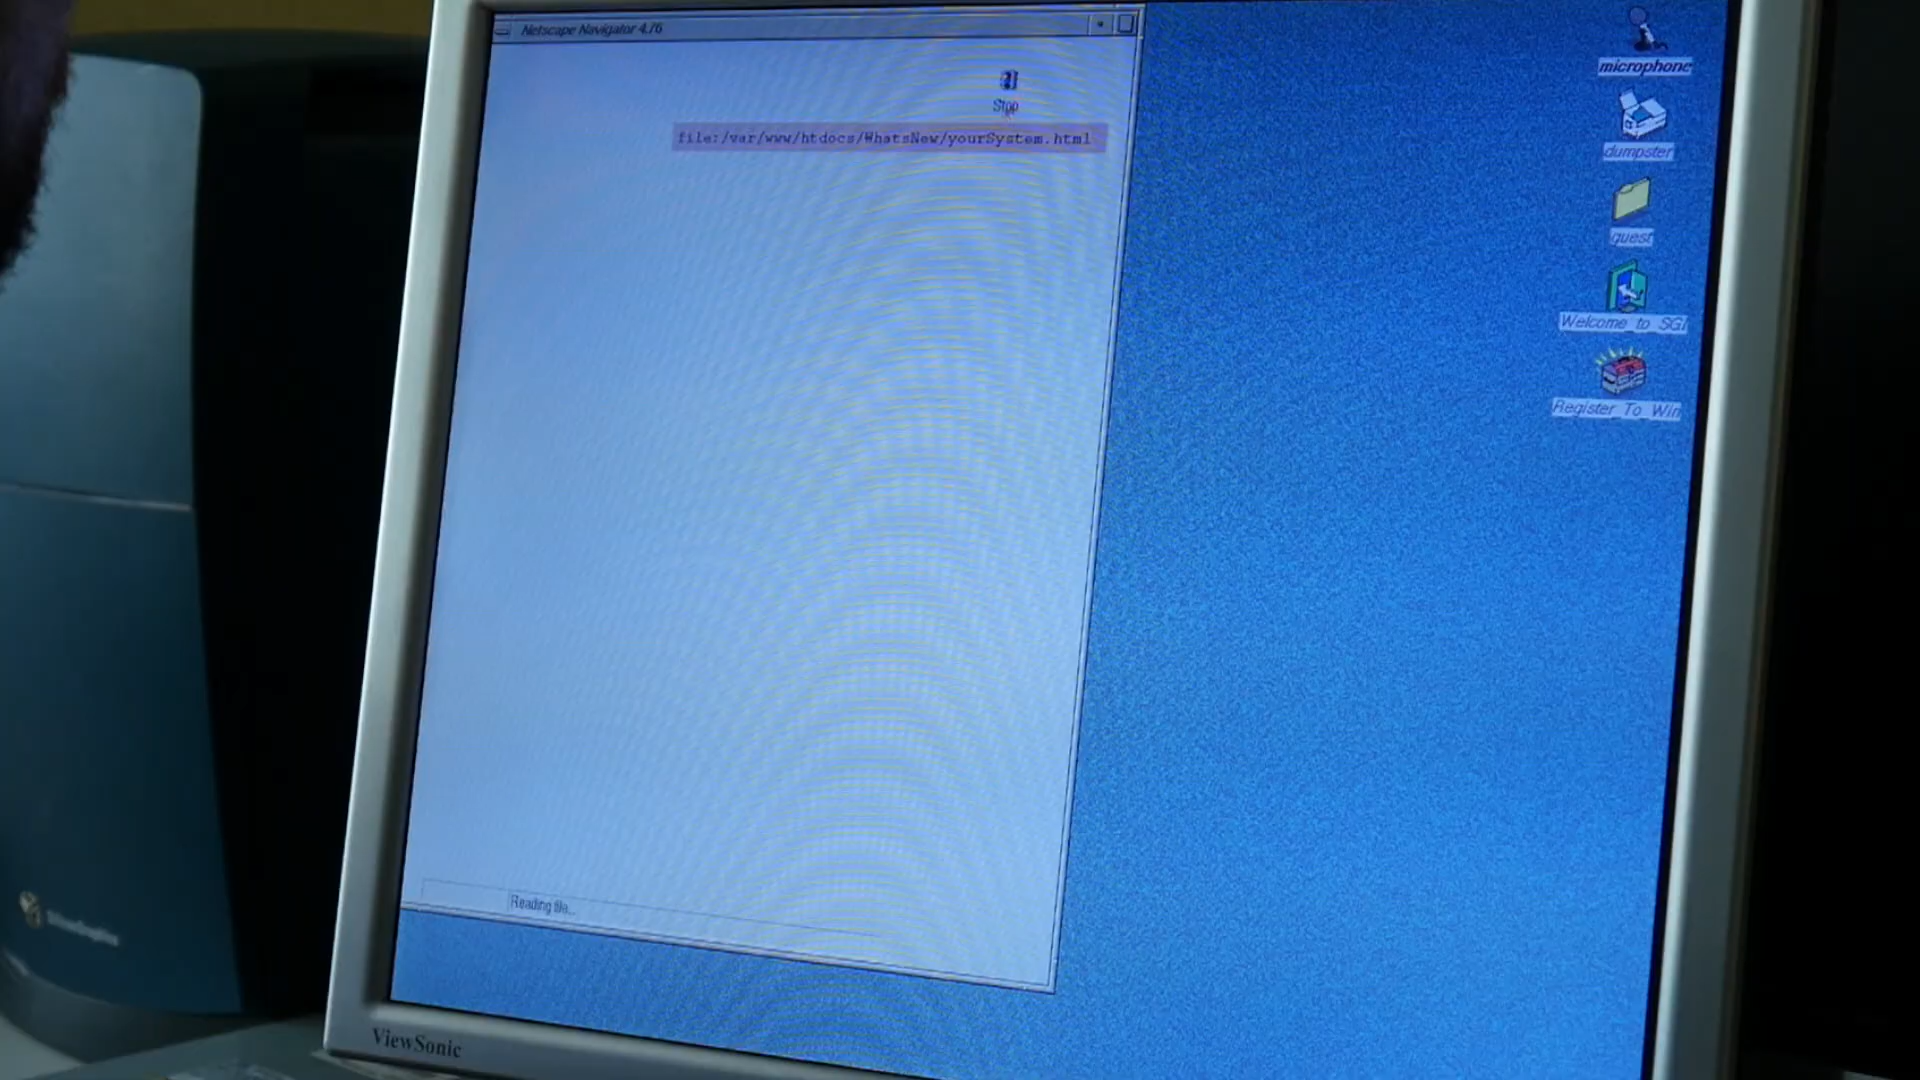 Netscape Navigator 4.76
Stop
file:/var/www/htdocs/WhatsNew/yourSystem.html
Reading file...
microphone
dumpster
guest
Welcome_to_SGI
Register_To_Win
SiliconGraphics
ViewSonic